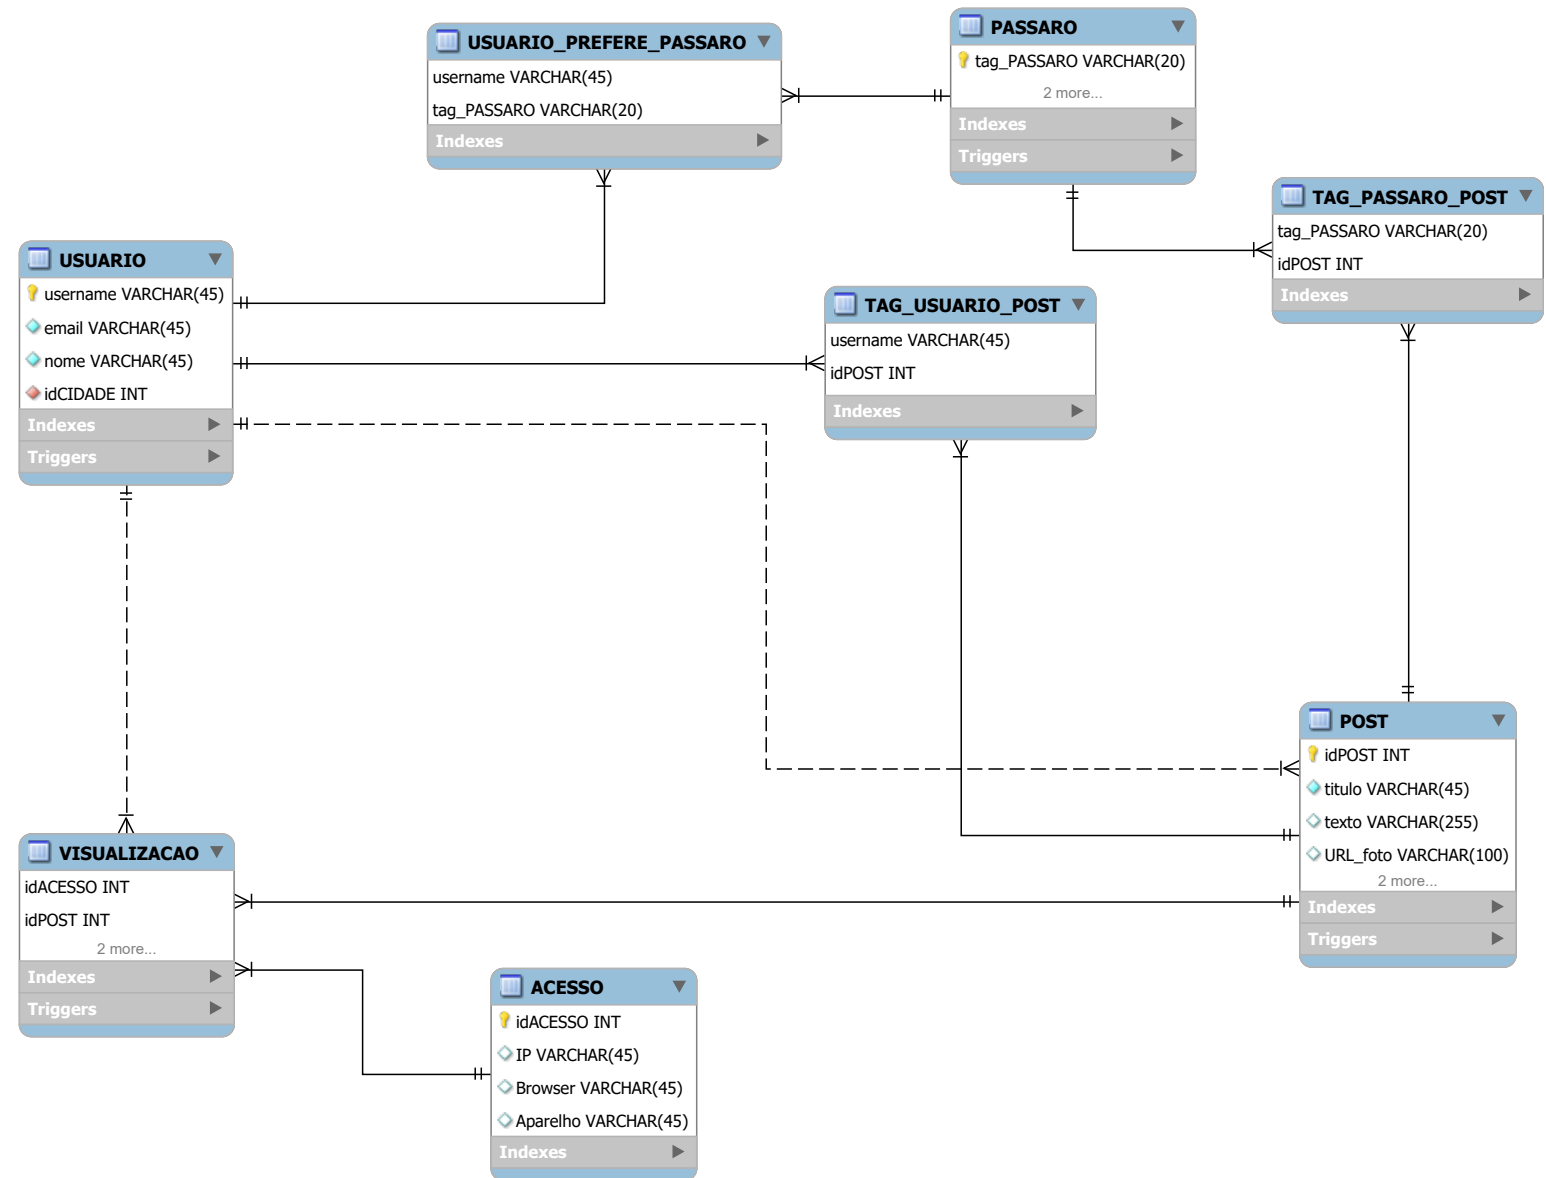 USUARIO_PREFERE_PASSARO
username VARCHAR(45)
tag_PASSARO VARCHAR(20)
Indexes
PASSARO
tag_PASSARO VARCHAR(20)
2 more...
Indexes
Triggers
TAG_PASSARO_POST
tag_PASSARO VARCHAR(20)
idPOST INT
Indexes
USUARIO
username VARCHAR(45)
email VARCHAR(45)
nome VARCHAR(45)
idCIDADE INT
Indexes
Triggers
TAG_USUARIO_POST
username VARCHAR(45)
idPOST INT
Indexes
POST
idPOST INT
titulo VARCHAR(45)
texto VARCHAR(255)
URL_foto VARCHAR(100)
2 more...
Indexes
Triggers
VISUALIZACAO
idACESSO INT
idPOST INT
2 more...
Indexes
Triggers
ACESSO
idACESSO INT
IP VARCHAR(45)
Browser VARCHAR(45)
Aparelho VARCHAR(45)
Indexes